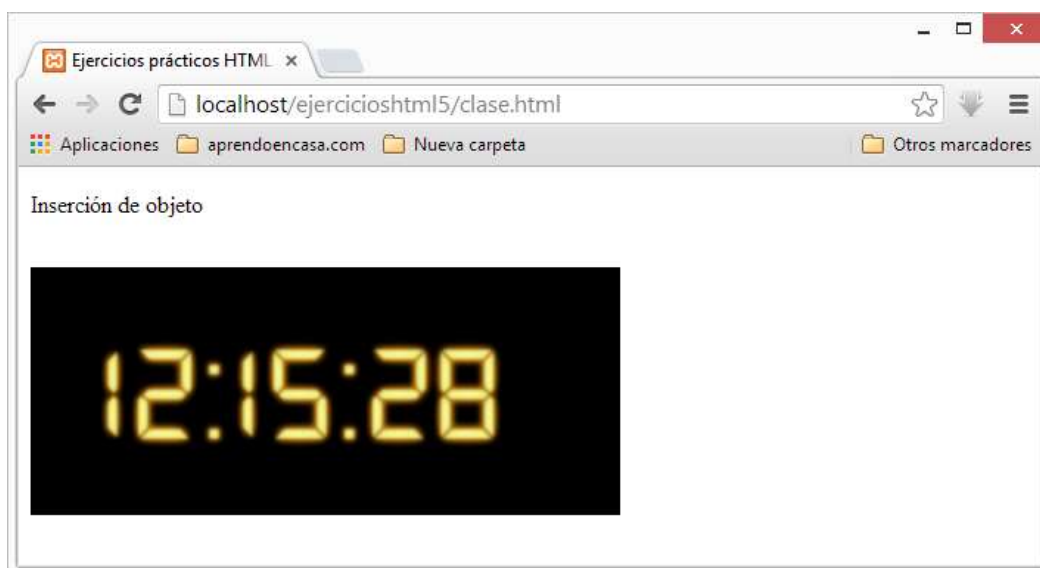 Ejercicios prácticos HTML
localhost/ejercicioshtml5/clase.html
Aplicaciones aprendoencasa.com Nueva carpeta Otros marcadores
Inserción de objeto
12:15:28